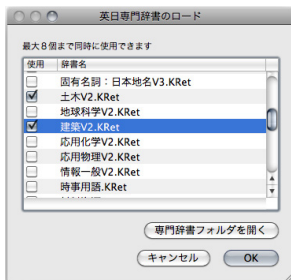 英日専門辞書のロード
最大8個まで同時に使用できます
使用 辞書名
固有名詞:日本地名V3.KRet
土木V2.KRet
地球科学V2.KRet
建築V2.KRet
応用化学V2.KRet
応用物理V2.KRet
情報一般V2.KRet
時事用語.KRet
専門辞書フォルダを開く
キャンセル OK